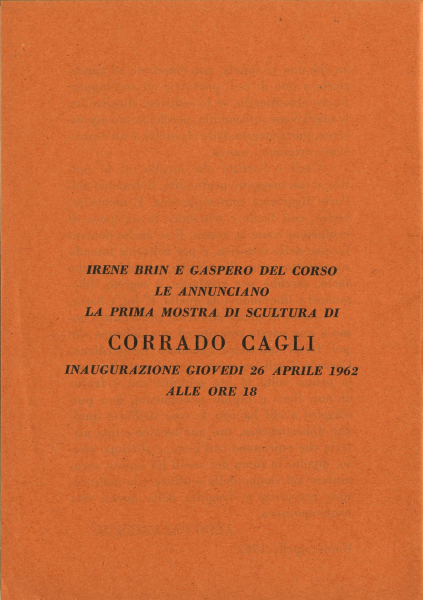 IRENE BRIN E GASPERO DEL CORSO
LE ANNUNCIANO
LA PRIMA MOSTRA DI SCULTURA DI
CORRADO CAGLI
INAUGURAZIONE GIOVEDI 26 APRILE 1962
ALLE ORE 18